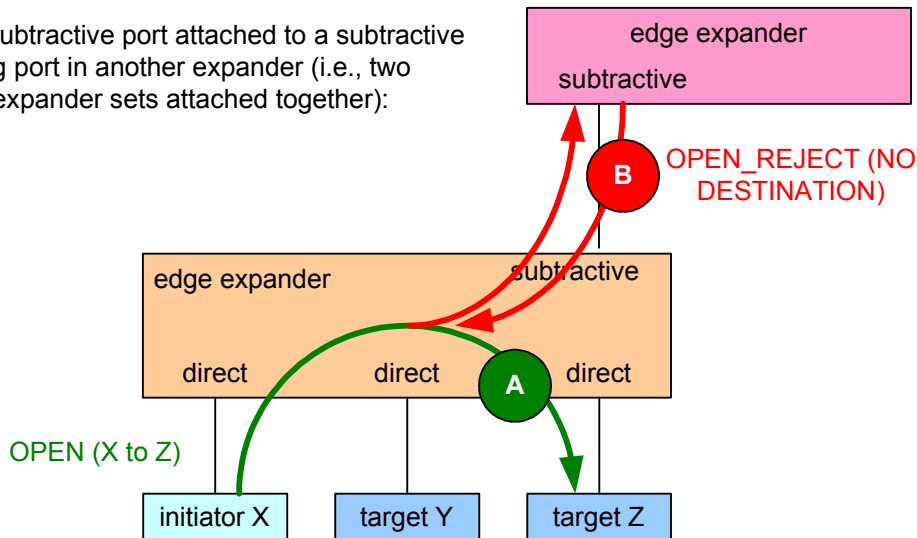 subtractive port attached to a subtractive
port in another expander (i.e., two
expander sets attached together):
edge expander
subtractive
B
OPEN_REJECT (NO
DESTINATION)
edge expander
subtractive
direct
direct
direct
A
OPEN (X to Z)
initiator X
target Y
target Z